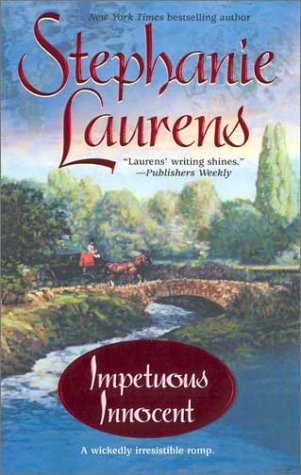 New York Times bestselling author
Stephanie
Laurens
"Laurens' writing shines."
—Publishers Weekly
Impetuous
Innocent
A wickedly irresistible romp.